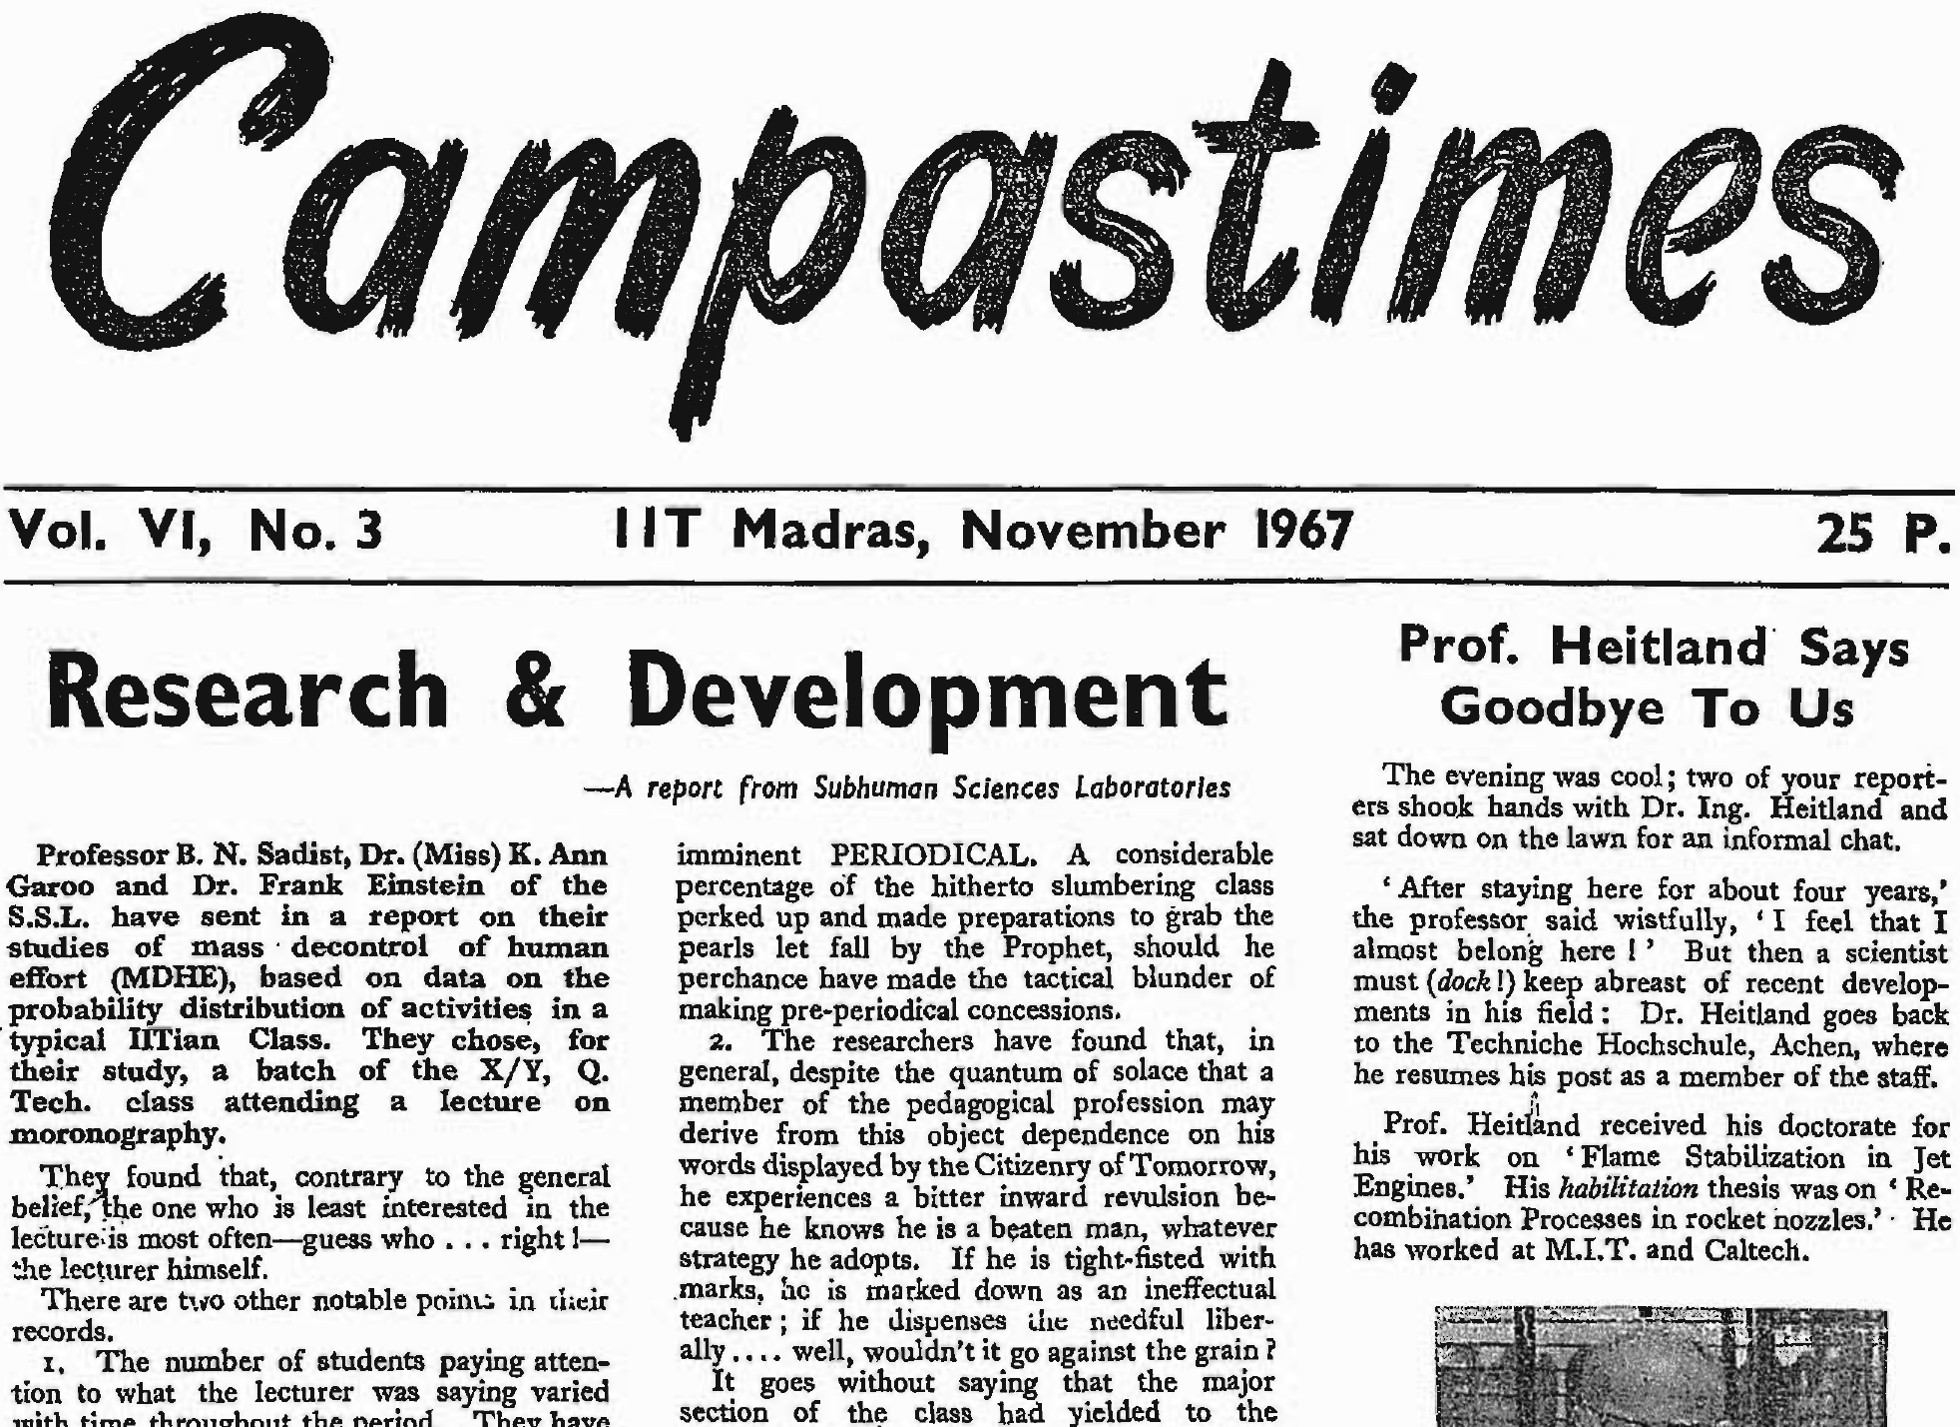 Campastimes
Vol. VI, No. 3 IIT Madras, November 1967 25 P.
Research & Development
—A report from Subhuman Sciences Laboratories
Professor B. N. Sadist, Dr. (Miss) K. Ann
Garoo and Dr. Frank Einstein of the
S.S.L. have sent in a report on their
studies of mass decontrol of human
effort (MDHE), based on data on the
probability distribution of activities in a
typical IITian Class. They chose, for
their study, a batch of the X/Y, Q.
Tech. class attending a lecture on
moronography.
They found that, contrary to the general
belief, the one who is least interested in the
lecture is most often—guess who . . . right!—
the lecturer himself.
There are two other notable points in their
records.
1. The number of students paying atten-
tion to what the lecturer was saying varied
with time throughout the period. They have
imminent PERIODICAL. A considerable
percentage of the hitherto slumbering class
perked up and made preparations to grab the
pearls let fall by the Prophet, should he
perchance have made the tactical blunder of
making pre-periodical concessions.
2. The researchers have found that, in
general, despite the quantum of solace that a
member of the pedagogical profession may
derive from this object dependence on his
words displayed by the Citizenry of Tomorrow,
he experiences a bitter inward revulsion be-
cause he knows he is a beaten man, whatever
strategy he adopts. If he is tight-fisted with
marks, he is marked down as an ineffectual
teacher; if he dispenses the needful liber-
ally.... well, wouldn't it go against the grain?
It goes without saying that the major
section of the class had yielded to the
Prof. Heitland Says
Goodbye To Us
The evening was cool; two of your report-
ers shook hands with Dr. Ing. Heitland and
sat down on the lawn for an informal chat.
'After staying here for about four years,'
the professor said wistfully, 'I feel that I
almost belong here!' But then a scientist
must (dock!) keep abreast of recent develop-
ments in his field: Dr. Heitland goes back
to the Techniche Hochschule, Achen, where
he resumes his post as a member of the staff.
Prof. Heitland received his doctorate for
his work on 'Flame Stabilization in Jet
Engines.' His habilitation thesis was on 'Re-
combination Processes in rocket nozzles.' He
has worked at M.I.T. and Caltech.